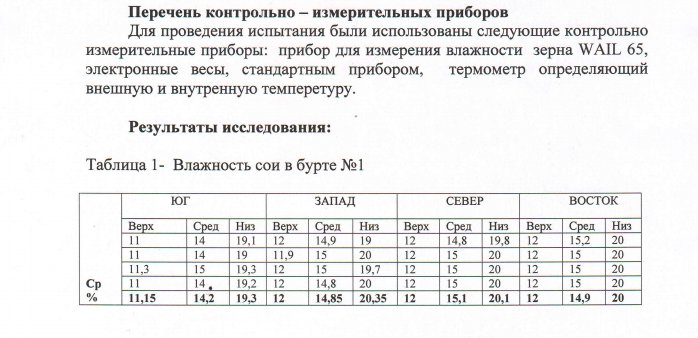 Перечень контрольно – измерительных приборов
Для проведения испытания были использованы следующие контрольно
измерительные приборы: прибор для измерения влажности зерна WAIL 65,
электронные весы, стандартным прибором, термометр определяющий
внешную и внутренную темперетуру.
Результаты исследования:
Таблица 1- Влажность сои в бурте №1
ЮГ ЗАПАД СЕВЕР ВОСТОК
Верх Сред Низ Верх Сред Низ Верх Сред Низ Верх Сред Низ
11 14 19,1 12 14,9 19 12 14,8 19,8 12 15,2 20
11 14 19 11,9 15 20 12 15 20 12 15 20
11,3 15 19,3 12 15 19,7 12 15 20 12 15 20
Ср 11 14 19,2 12 14,8 20 12 15 20 12 15 20
% 11,15 14,2 19,3 12 14,85 20,35 12 15,1 20,1 12 14,9 20